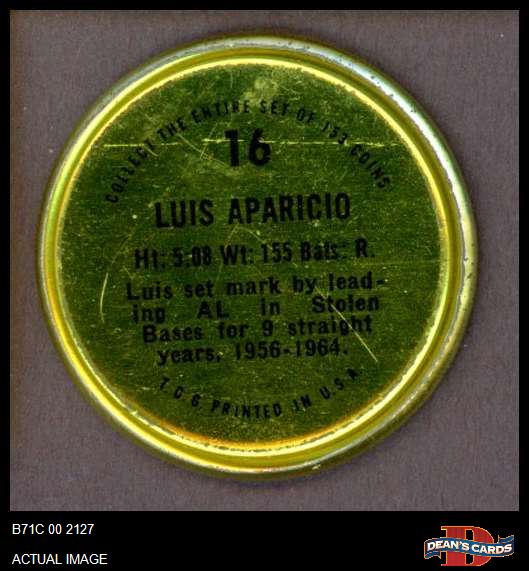 COLLECT THE ENTIRE SET OF 153 COINS
16
LUIS APARICIO
Ht: 5:08 Wt: 155 Bats: R.
Luis set mark by lead-
ing AL in Stolen
Bases for 9 straight
years, 1956-1964.
T.C.G. PRINTED IN U.S.A.
B71C 00 2127
ACTUAL IMAGE
D
DEAN'S CARDS